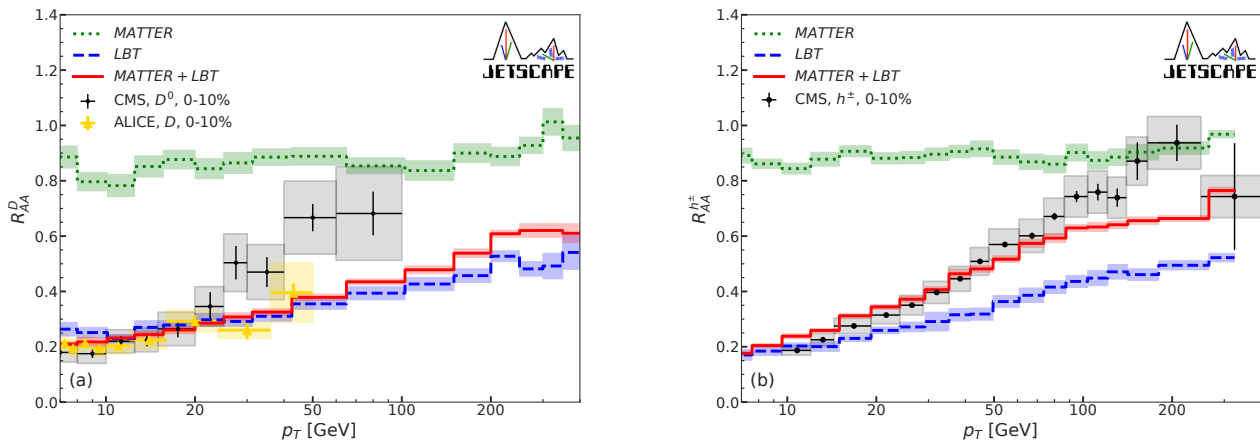 1.4
1.2
1.0
0.8
0.6
0.4
0.2
0.0
R_AA^D
MATTER
LBT
MATTER + LBT
CMS, D⁰, 0-10%
ALICE, D, 0-10%
JETSCAPE
(a)
10 20 50 100 200
p_T [GeV]
1.4
1.2
1.0
0.8
0.6
0.4
0.2
0.0
R_AA^h±
MATTER
LBT
MATTER + LBT
CMS, h±, 0-10%
JETSCAPE
(b)
10 20 50 100 200
p_T [GeV]